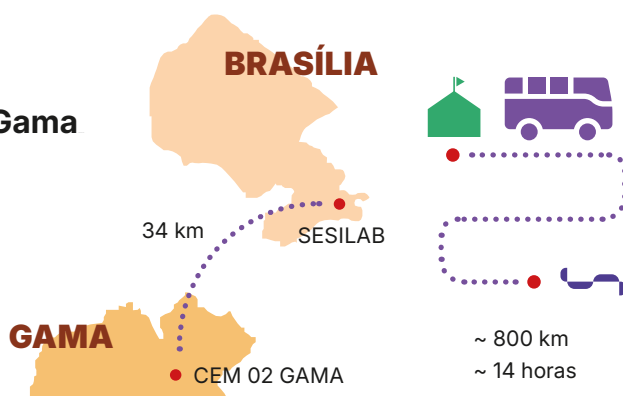 BRASÍLIA
Gama
34 km
SESILAB
GAMA
CEM 02 GAMA
~ 800 km
~ 14 horas